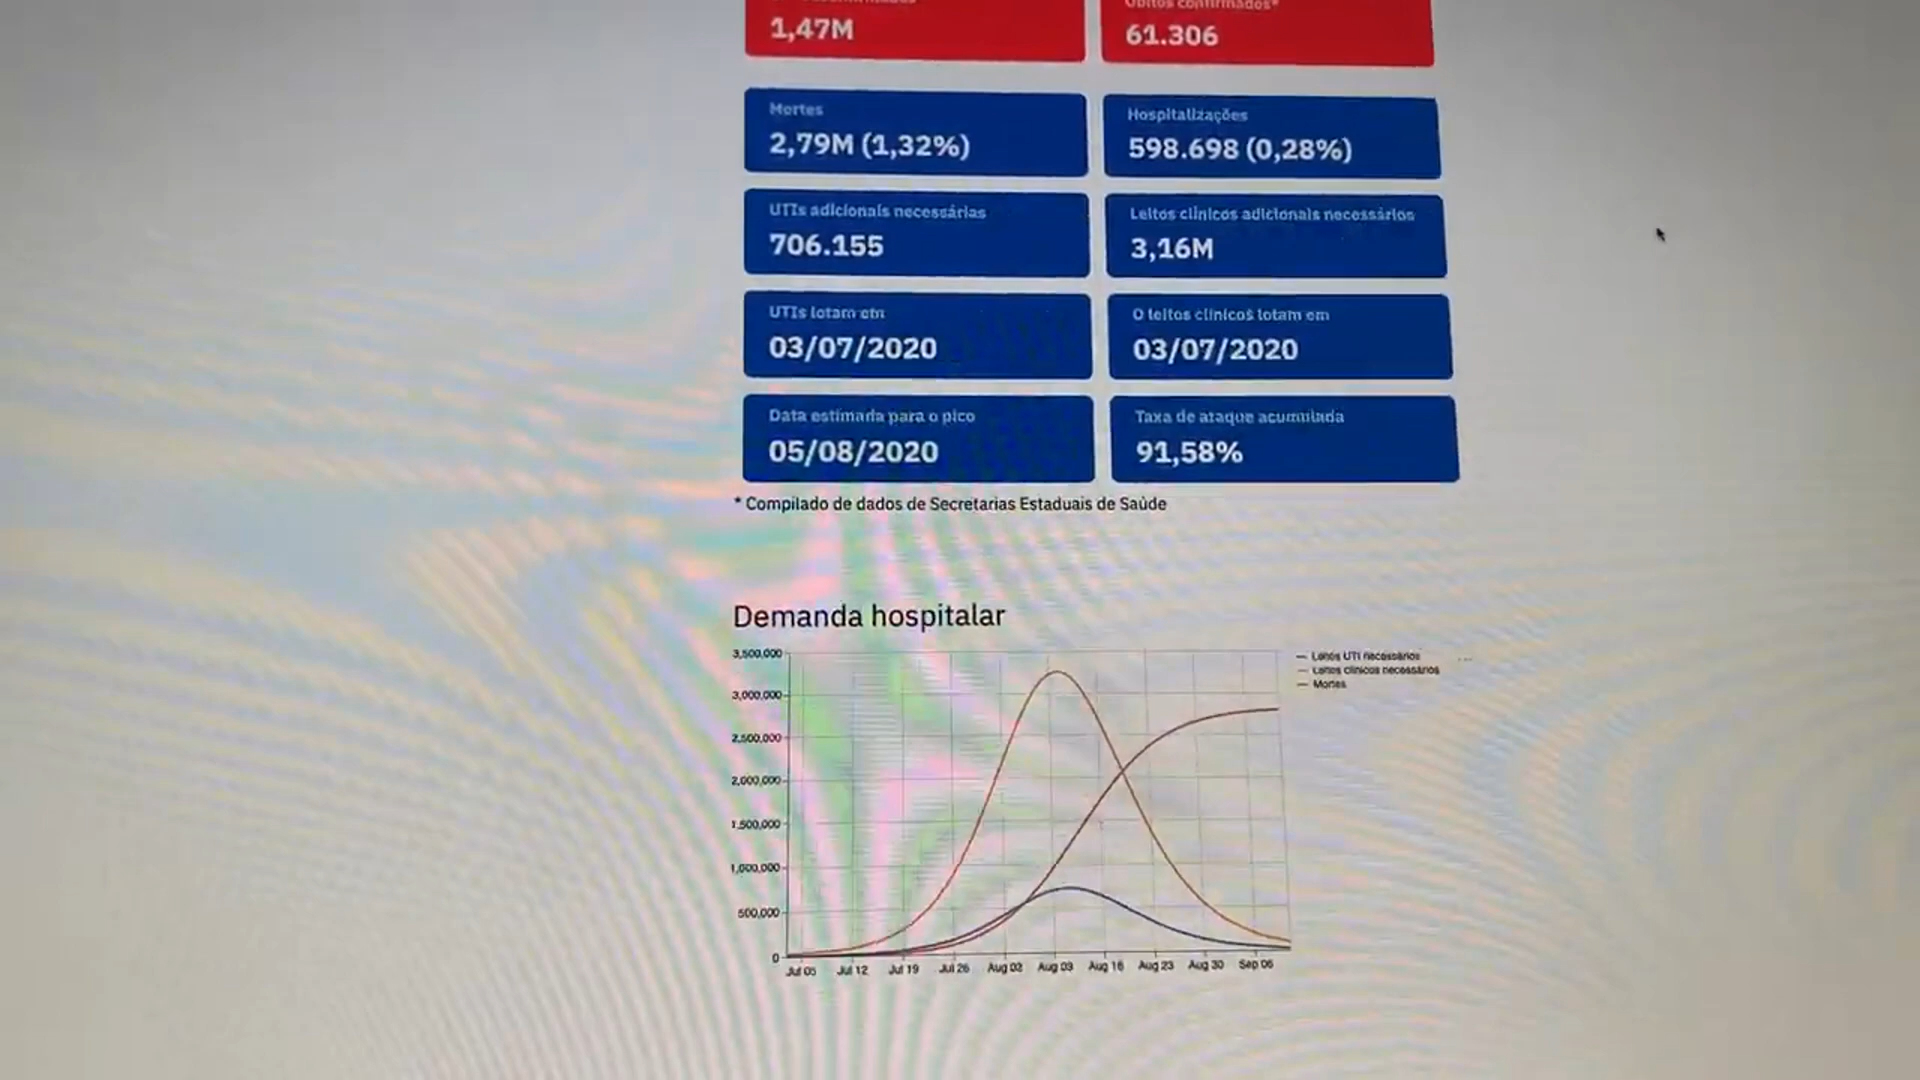 1,47M
Óbitos confirmados*
61.306
Mortes
2,79M (1,32%)
Hospitalizações
598.698 (0,28%)
UTIs adicionais necessárias
706.155
Leitos clínicos adicionais necessários
3,16M
UTIs lotam em
03/07/2020
O leitos clínicos lotam em
03/07/2020
Data estimada para o pico
05/08/2020
Taxa de ataque acumulada
91,58%
* Compilado de dados de Secretarias Estaduais de Saúde
Demanda hospitalar
3,500,000
3,000,000
2,500,000
2,000,000
1,500,000
1,000,000
500,000
0
Jul 05 Jul 12 Jul 19 Jul 26 Aug 02 Aug 09 Aug 16 Aug 23 Aug 30 Sep 06
Leitos UTI necessários
Leitos clínicos necessários
Mortes